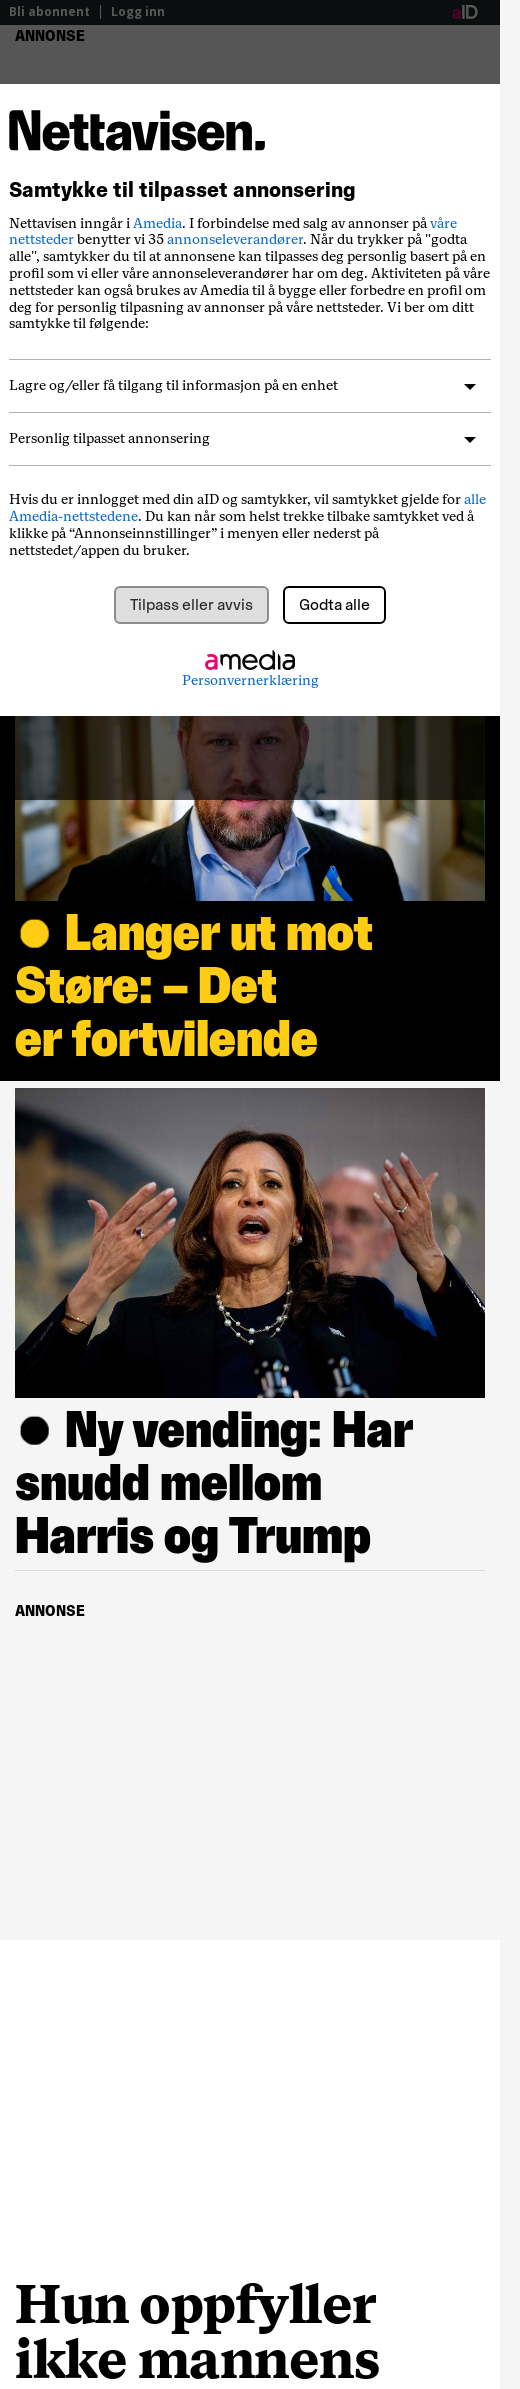 Bli abonnent | Logg inn
aID
ANNONSE
Nettavisen.
Samtykke til tilpasset annonsering
Nettavisen inngår i Amedia. I forbindelse med salg av annonser på våre
nettsteder benytter vi 35 annonseleverandører. Når du trykker på "godta
alle", samtykker du til at annonsene kan tilpasses deg personlig basert på en
profil som vi eller våre annonseleverandører har om deg. Aktiviteten på våre
nettsteder kan også brukes av Amedia til å bygge eller forbedre en profil om
deg for personlig tilpasning av annonser på våre nettsteder. Vi ber om ditt
samtykke til følgende:
Lagre og/eller få tilgang til informasjon på en enhet
Personlig tilpasset annonsering
Hvis du er innlogget med din aID og samtykker, vil samtykket gjelde for alle
Amedia-nettstedene. Du kan når som helst trekke tilbake samtykket ved å
klikke på “Annonseinnstillinger” i menyen eller nederst på
nettstedet/appen du bruker.
Tilpass eller avvis
Godta alle
amedia
Personvernerklæring
Langer ut mot
Støre: – Det
er fortvilende
Ny vending: Har
snudd mellom
Harris og Trump
ANNONSE
Hun oppfyller
ikke mannens